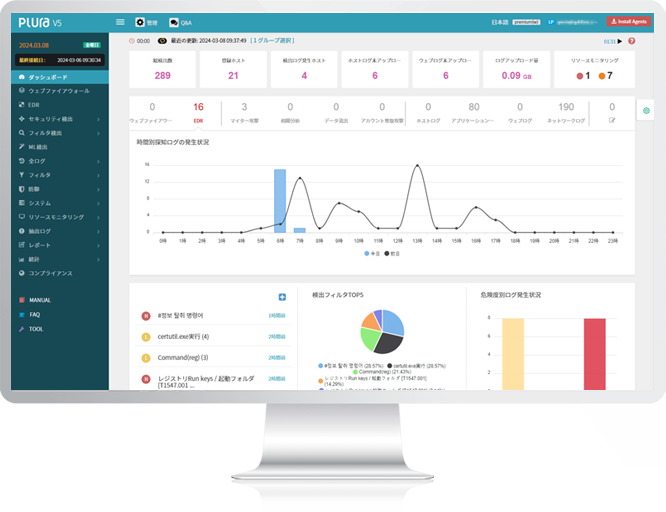 PLURA V5
管理
Q&A
日本語
premium(ja)
LP
Install Agents
2024.03.08
金曜日
最終接続日 :
2024-03-06 09:30:34
ダッシュボード
ウェブファイアウォール
EDR
セキュリティ検出
フィルタ検出
ML検出
全ログ
フィルタ
防御
システム
リソースモニタリング
抽出ログ
レポート
統計
コンプライアンス
MANUAL
FAQ
TOOL
00:00
最近の更新: 2024-03-08 09:37:49
[ 1 グループ選択 ]
01:31
総検出数
289
登録ホスト
21
検出ログ発生ホスト
4
ホストログ&アップロ…
6
ウェブログ&アップロ…
6
ログアップロード量
0.09 GB
リソースモニタリング
1
7
0
ウェブファイアウ…
16
EDR
3
マイター攻撃
0
相関分析
0
データ流出
0
アカウント奪取攻撃
0
ホストログ
80
アプリケーション…
0
ウェブログ
190
ネットワークログ
0
時間別探知ログの発生状況
16
12
8
4
0
0時 1時 2時 3時 4時 5時 6時 7時 8時 9時 10時 11時 12時 13時 14時 15時 16時 17時 18時 19時 20時 21時 22時 23時
今日
前日
H
#정보 탈취 명령어
1時間前
L
certutil.exe実行 (4)
2時間前
L
Command(reg) (3)
2時間前
H
レジストリRun keys / 起動フォルダ
[T1547.001 ...
2時間前
検出フィルタTOP5
#정보 탈취 명령어 (28.57%)
certutil.exe実行 (28.57%)
Command(reg) (21.43%)
レジストリRun keys / 起動フォルダ [T1547.001]
(14.29%)
危険度別ログ発生状況
8
6
4
2
0